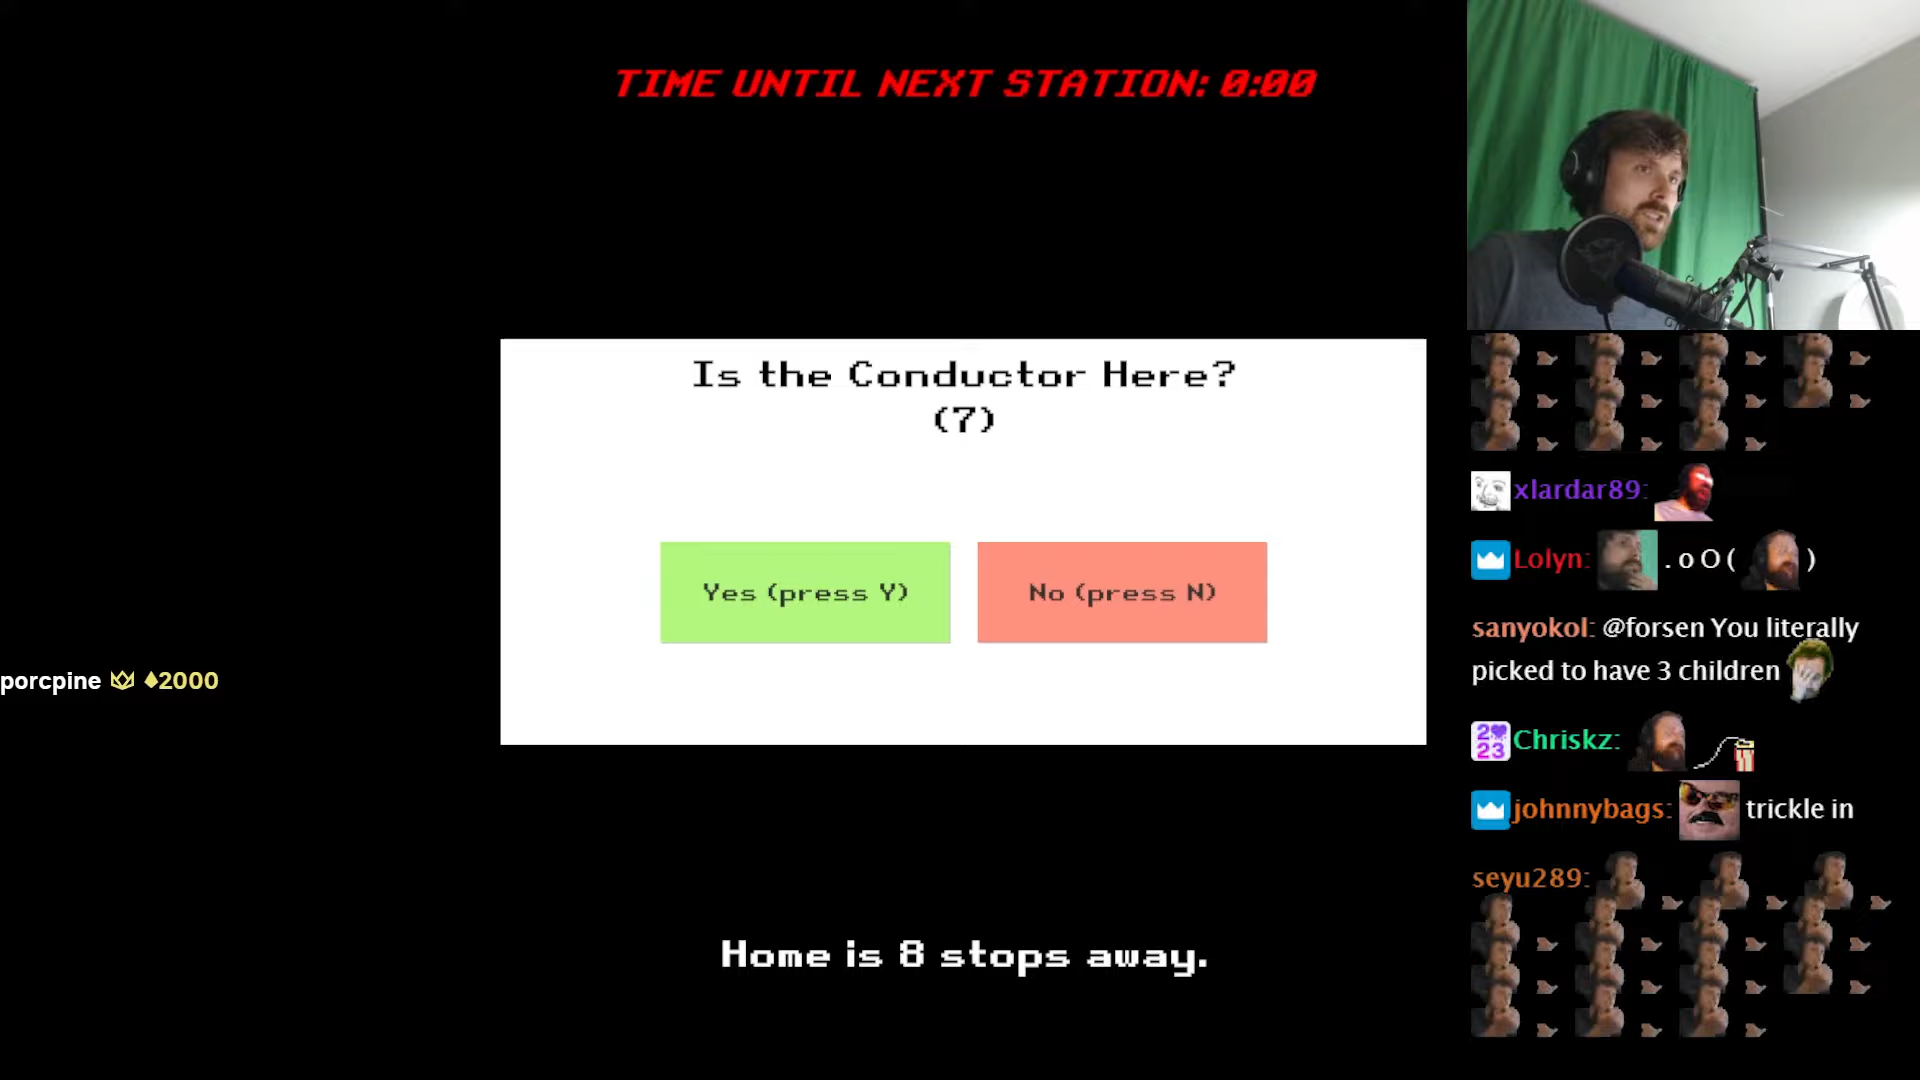 TIME UNTIL NEXT STATION: 0:00
Is the Conductor Here?
(7)
Yes (press Y)
No (press N)
Home is 8 stops away.
porcpine 2000
xlardar89:
Lolyn: . o O ( )
sanyokol: @forsen You literally
picked to have 3 children
2 23 Chriskz:
johnnybags: trickle in
seyu289: